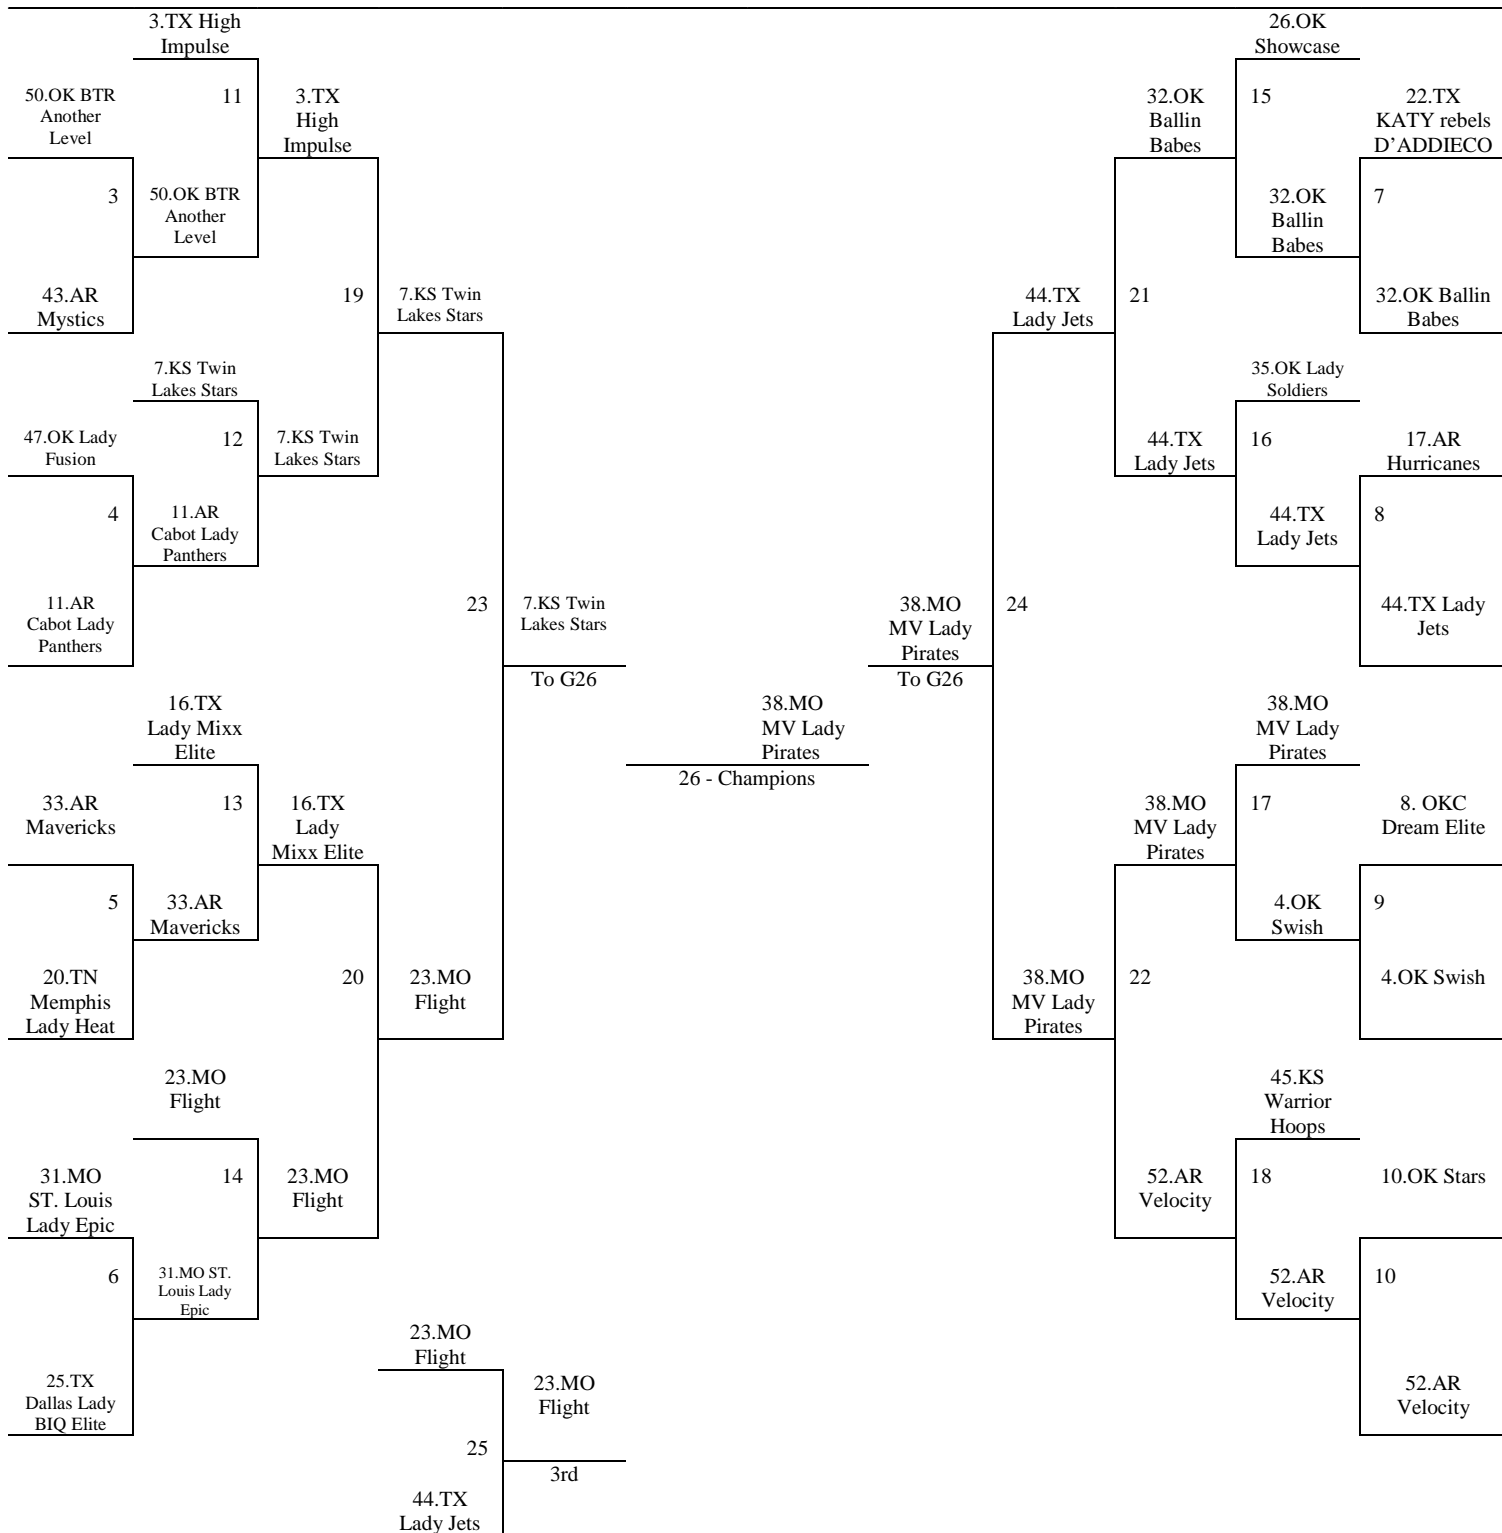 3.TX High
Impulse
50.OK BTR
Another
Level
11
3.TX
High
Impulse
3
50.OK BTR
Another
Level
43.AR
Mystics
19
7.KS Twin
Lakes Stars
7.KS Twin
Lakes Stars
47.OK Lady
Fusion
12
7.KS Twin
Lakes Stars
4
11.AR
Cabot Lady
Panthers
11.AR
Cabot Lady
Panthers
23
7.KS Twin
Lakes Stars
To G26
16.TX
Lady Mixx
Elite
33.AR
Mavericks
13
16.TX
Lady
Mixx Elite
5
33.AR
Mavericks
20.TN
Memphis
Lady Heat
20
23.MO
Flight
23.MO
Flight
31.MO
ST. Louis
Lady Epic
14
23.MO
Flight
6
31.MO ST.
Louis Lady
Epic
25.TX
Dallas Lady
BIQ Elite
23.MO
Flight
23.MO
Flight
25
3rd
44.TX
Lady Jets
38.MO
MV Lady
Pirates
26 - Champions
26.OK
Showcase
32.OK
Ballin
Babes
15
22.TX
KATY rebels
D’ADDIECO
32.OK
Ballin
Babes
7
44.TX
Lady Jets
21
32.OK Ballin
Babes
35.OK Lady
Soldiers
44.TX
Lady Jets
16
17.AR
Hurricanes
44.TX
Lady Jets
8
38.MO
MV Lady
Pirates
To G26
24
44.TX Lady
Jets
38.MO
MV Lady
Pirates
38.MO
MV Lady
Pirates
17
8. OKC
Dream Elite
4.OK
Swish
9
38.MO
MV Lady
Pirates
22
4.OK Swish
45.KS
Warrior
Hoops
52.AR
Velocity
18
10.OK Stars
52.AR
Velocity
10
52.AR
Velocity